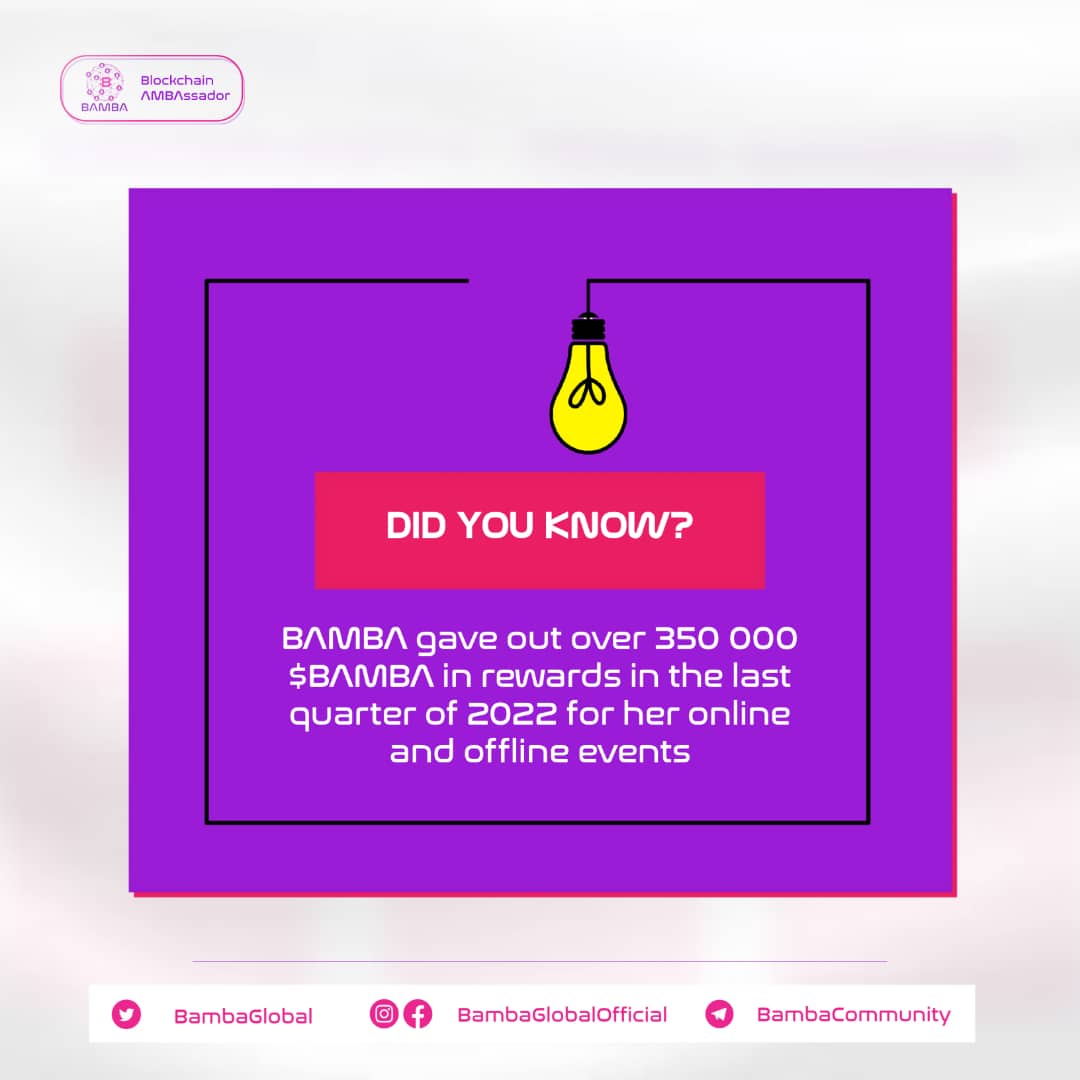 B
BAMBA
Blockchain
AMBAssador
DID YOU KNOW?
BAMBA gave out over 350 000
$BAMBA in rewards in the last
quarter of 2022 for her online
and offline events
BambaGlobal
BambaGlobalOfficial
BambaCommunity